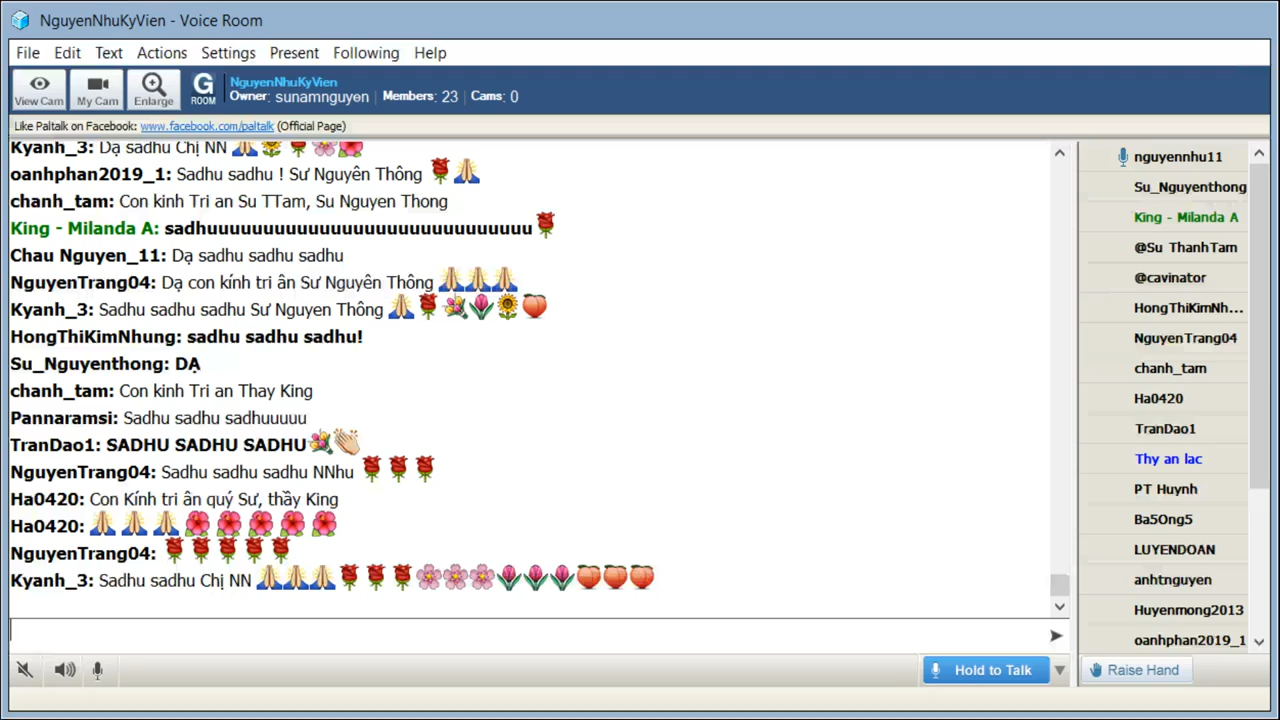 NguyenNhuKyVien - Voice Room
File Edit Text Actions Settings Present Following Help
View Cam My Cam Enlarge G ROOM NguyenNhuKyVien
Owner: sunamnguyen | Members: 23 | Cams: 0
Like Paltalk on Facebook: www.facebook.com/paltalk (Official Page)
Kyanh_3: Dạ sadhu Chị NN
oanhphan2019_1: Sadhu sadhu ! Sư Nguyên Thông
chanh_tam: Con kinh Tri an Su TTam, Su Nguyen Thong
King - Milanda A: sadhuuuuuuuuuuuuuuuuuuuuuuuuuuuuu
Chau Nguyen_11: Dạ sadhu sadhu sadhu
NguyenTrang04: Dạ con kính tri ân Sư Nguyên Thông
Kyanh_3: Sadhu sadhu sadhu Sư Nguyen Thông
HongThiKimNhung: sadhu sadhu sadhu!
Su_Nguyenthong: DẠ
chanh_tam: Con kinh Tri an Thay King
Pannaramsi: Sadhu sadhu sadhuuuuu
TranDao1: SADHU SADHU SADHU
NguyenTrang04: Sadhu sadhu sadhu NNhu
Ha0420: Con Kính tri ân quý Sư, thầy King
Ha0420:
NguyenTrang04:
Kyanh_3: Sadhu sadhu Chị NN
nguyennhu11
Su_Nguyenthong
King - Milanda A
@Su ThanhTam
@cavinator
HongThiKimNh...
NguyenTrang04
chanh_tam
Ha0420
TranDao1
Thy an lac
PT Huynh
Ba5Ong5
LUYENDOAN
anhtnguyen
Huyenmong2013
oanhphan2019_1
Hold to Talk
Raise Hand